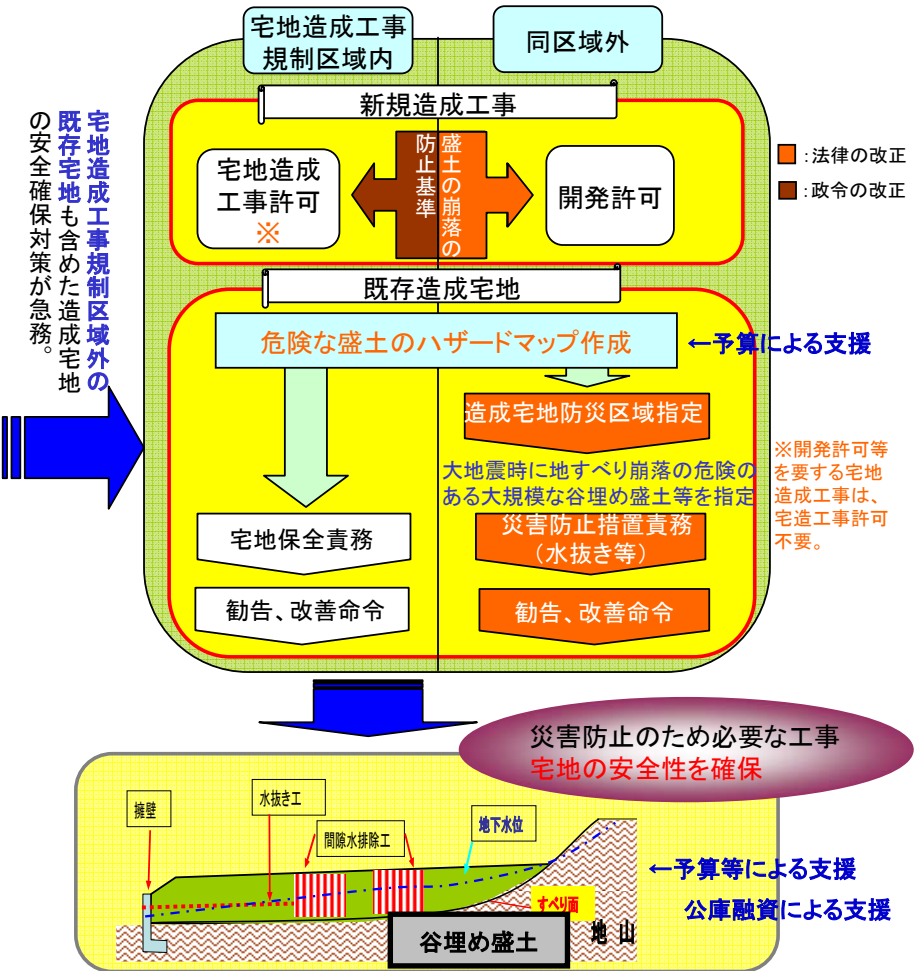 宅地造成工事
規制区域内
同区域外
新規造成工事
宅地造成
工事許可
※
盛土の崩落の
防止基準
開発許可
:法律の改正
:政令の改正
宅地造成工事規制区域外の
既存宅地も含めた造成宅地
の安全確保対策が急務。
既存造成宅地
危険な盛土のハザードマップ作成
←予算による支援
造成宅地防災区域指定
大地震時に地すべり崩落の危険の
ある大規模な谷埋め盛土等を指定
※開発許可等
を要する宅地
造成工事は、
宅造工事許可
不要。
宅地保全責務
災害防止措置責務
(水抜き等)
勧告、改善命令
勧告、改善命令
災害防止のため必要な工事
宅地の安全性を確保
擁壁
水抜き工
間隙水排除工
地下水位
←予算等による支援
公庫融資による支援
すべり面
地 山
谷埋め盛土